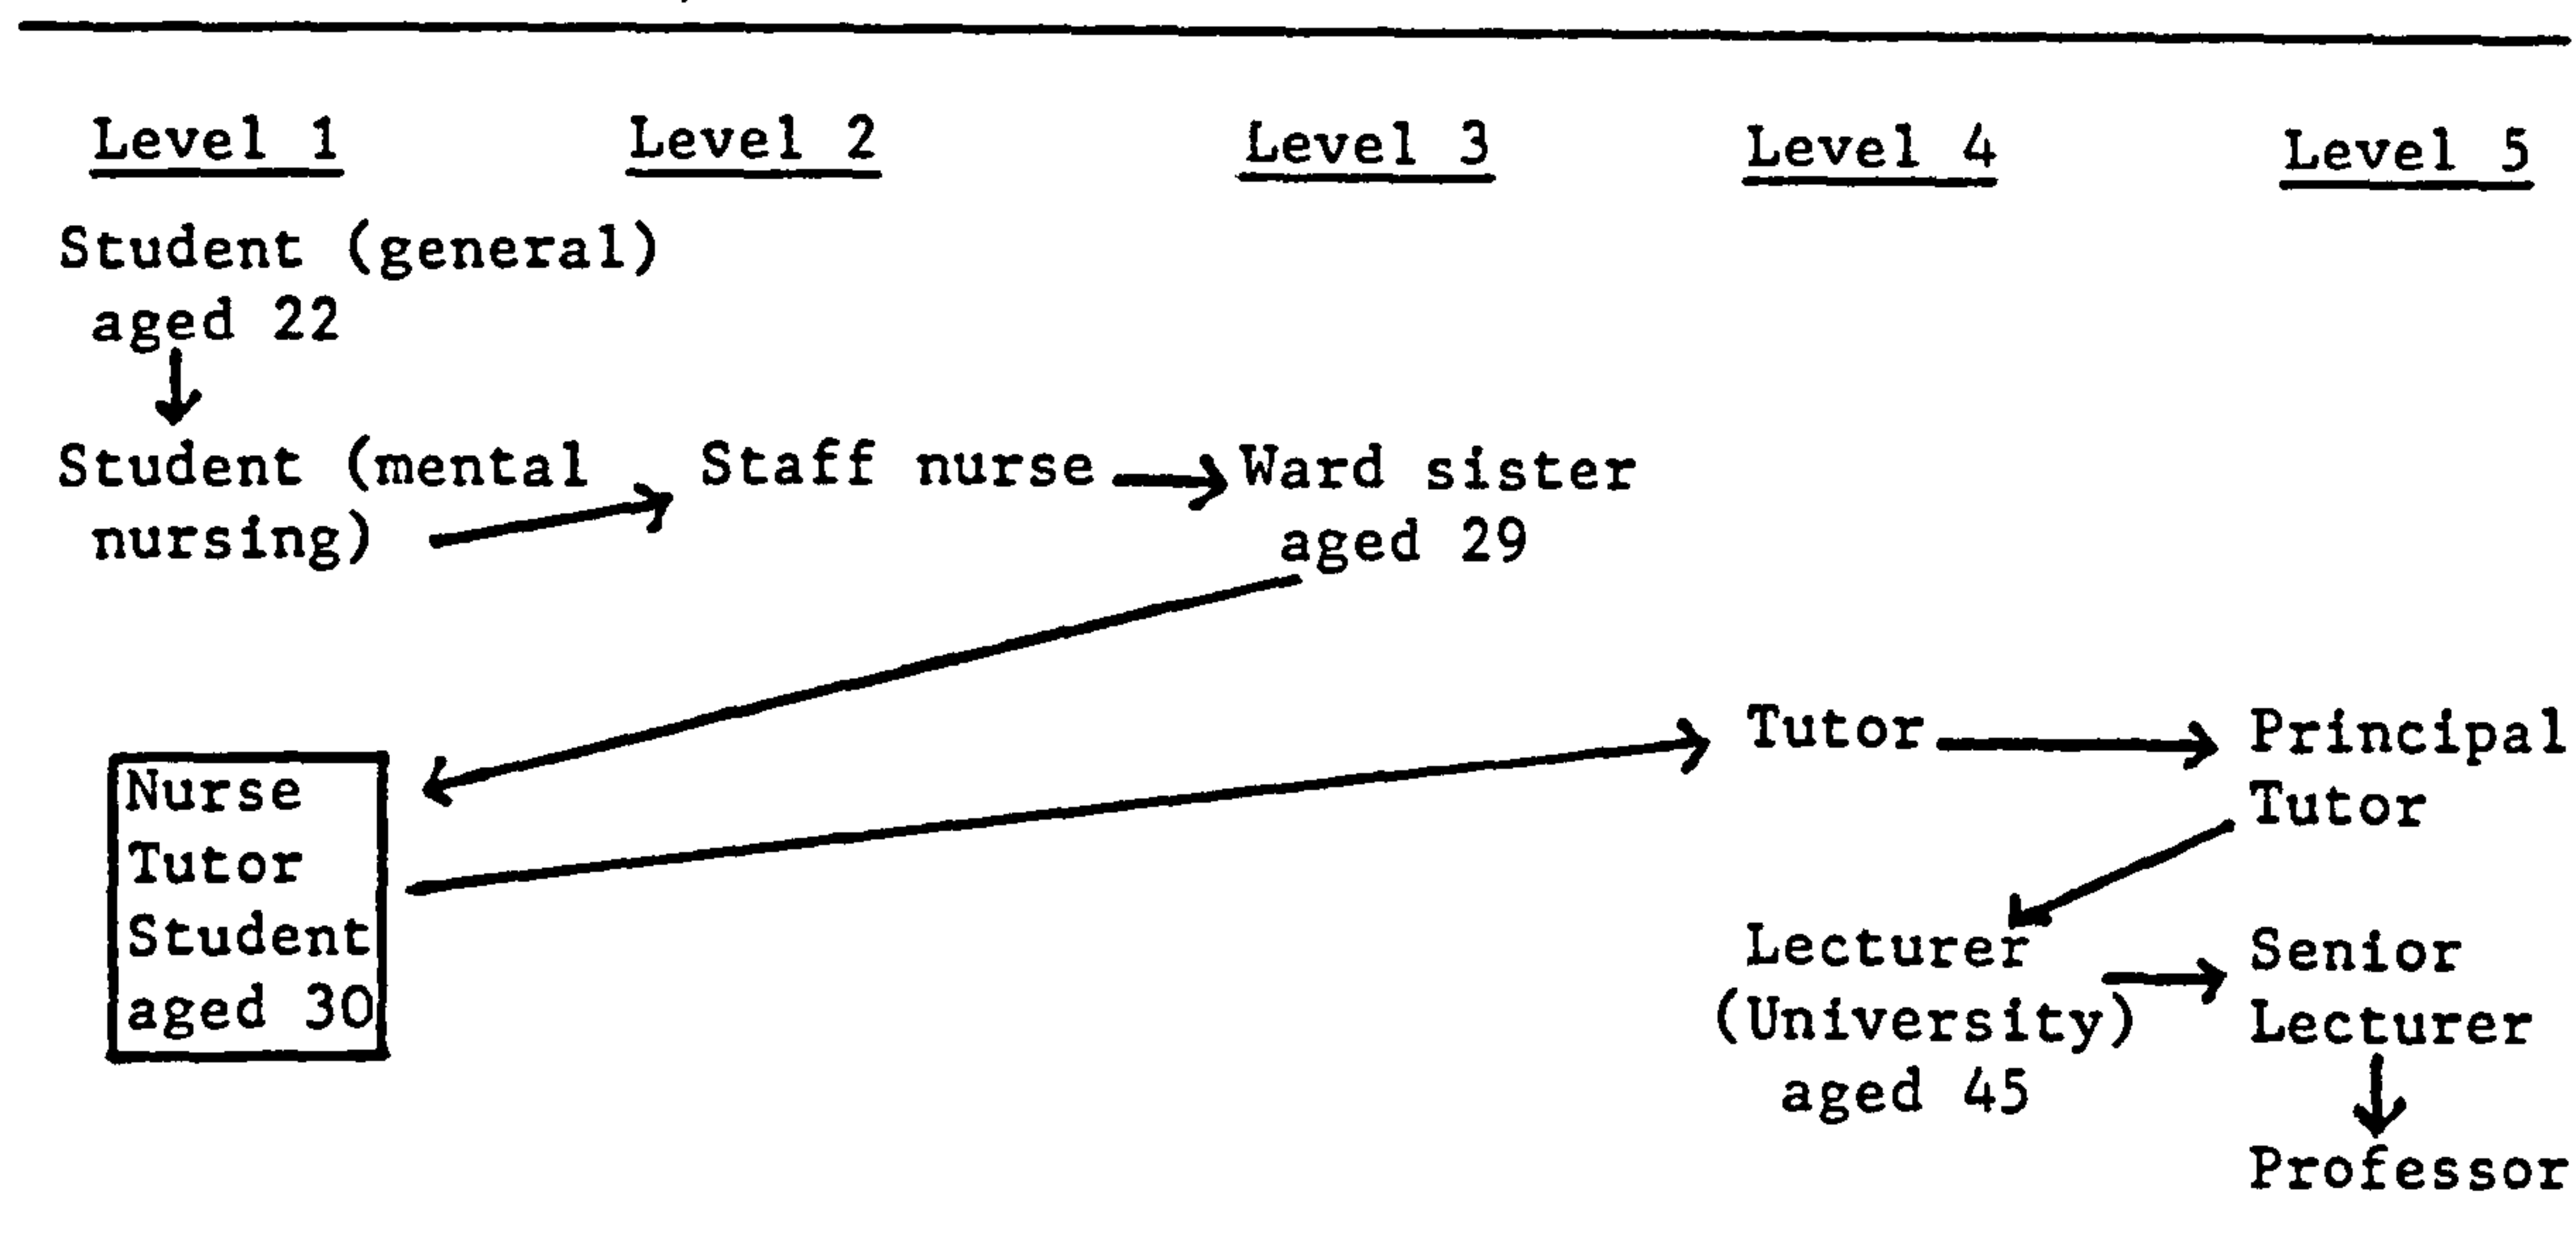 Level 1 Level 2 Level 3 Level 4 Level 5
Student (general)
aged 22
Student (mental Staff nurse Ward sister
nursing) aged 29
Tutor Principal
Tutor
Nurse
Tutor
Student
aged 30
Lecturer Senior
(University) Lecturer
aged 45
Professor